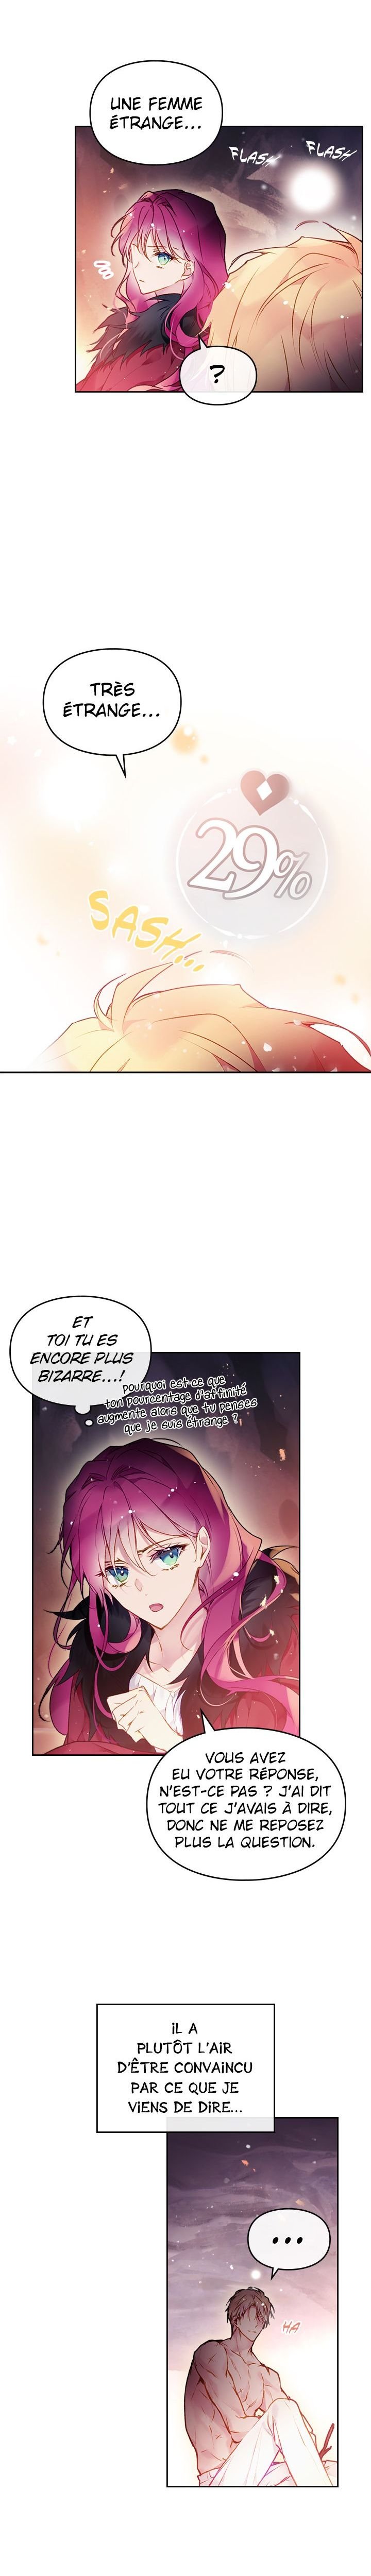 UNE FEMME
ÉTRANGE...
FLASH
FLASH
?
TRÈS
ÉTRANGE...
29%
SASH...
ET
TOI TU ES
ENCORE PLUS
BIZARRE...!
pourquoi est-ce que
ton pourcentage d'affinité
augmente alors que tu penses
que je suis étrange ?
VOUS AVEZ
EU VOTRE RÉPONSE,
N'EST-CE PAS ? J'AI DIT
TOUT CE J'AVAIS À DIRE,
DONC NE ME REPOSEZ
PLUS LA QUESTION.
IL A
PLUTÔT L'AIR
D'ÊTRE CONVAINCU
PAR CE QUE JE
VIENS DE DIRE...
...
HA